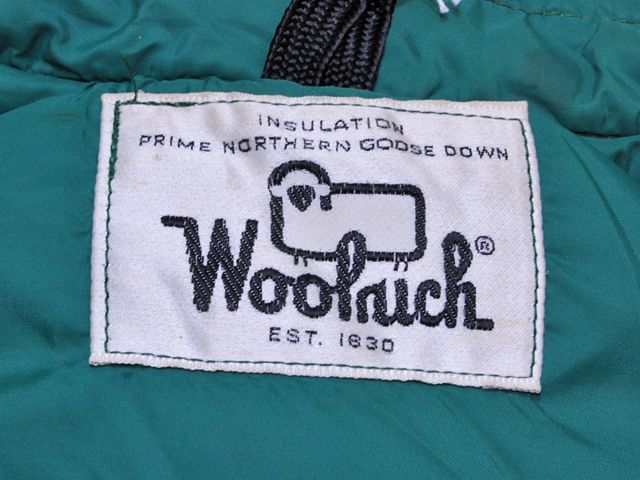 INSULATION
PRIME NORTHERN GOOSE DOWN
Woolrich®
EST. 1830